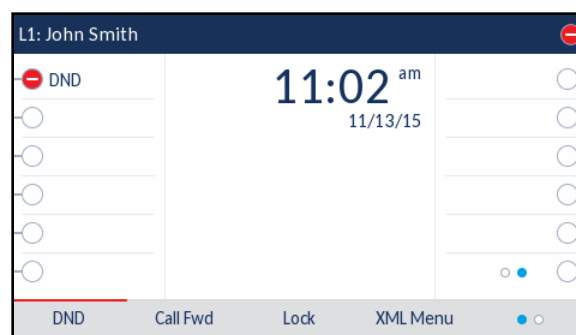 L1: John Smith
DND
11:02 am
11/13/15
DND Call Fwd Lock XML Menu